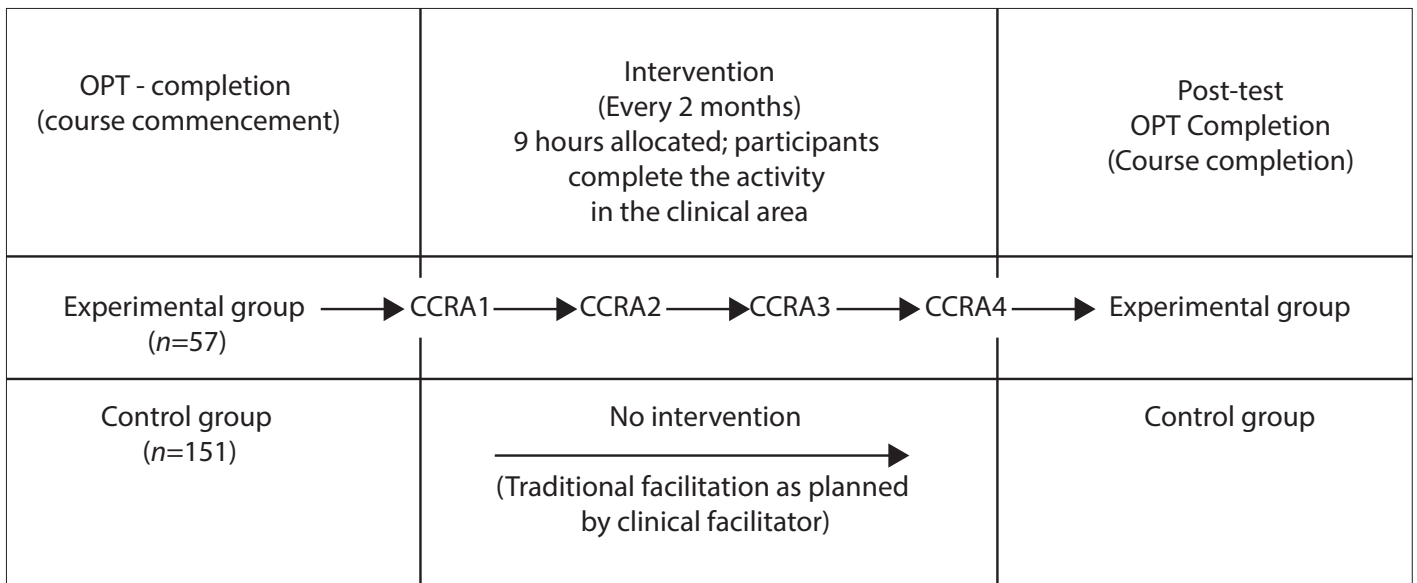 OPT - completion
(course commencement)
Intervention
(Every 2 months)
9 hours allocated; participants
complete the activity
in the clinical area
Post-test
OPT Completion
(Course completion)
Experimental group
(n=57)
CCRA1
CCRA2
CCRA3
CCRA4
Experimental group
Control group
(n=151)
No intervention
(Traditional facilitation as planned
by clinical facilitator)
Control group